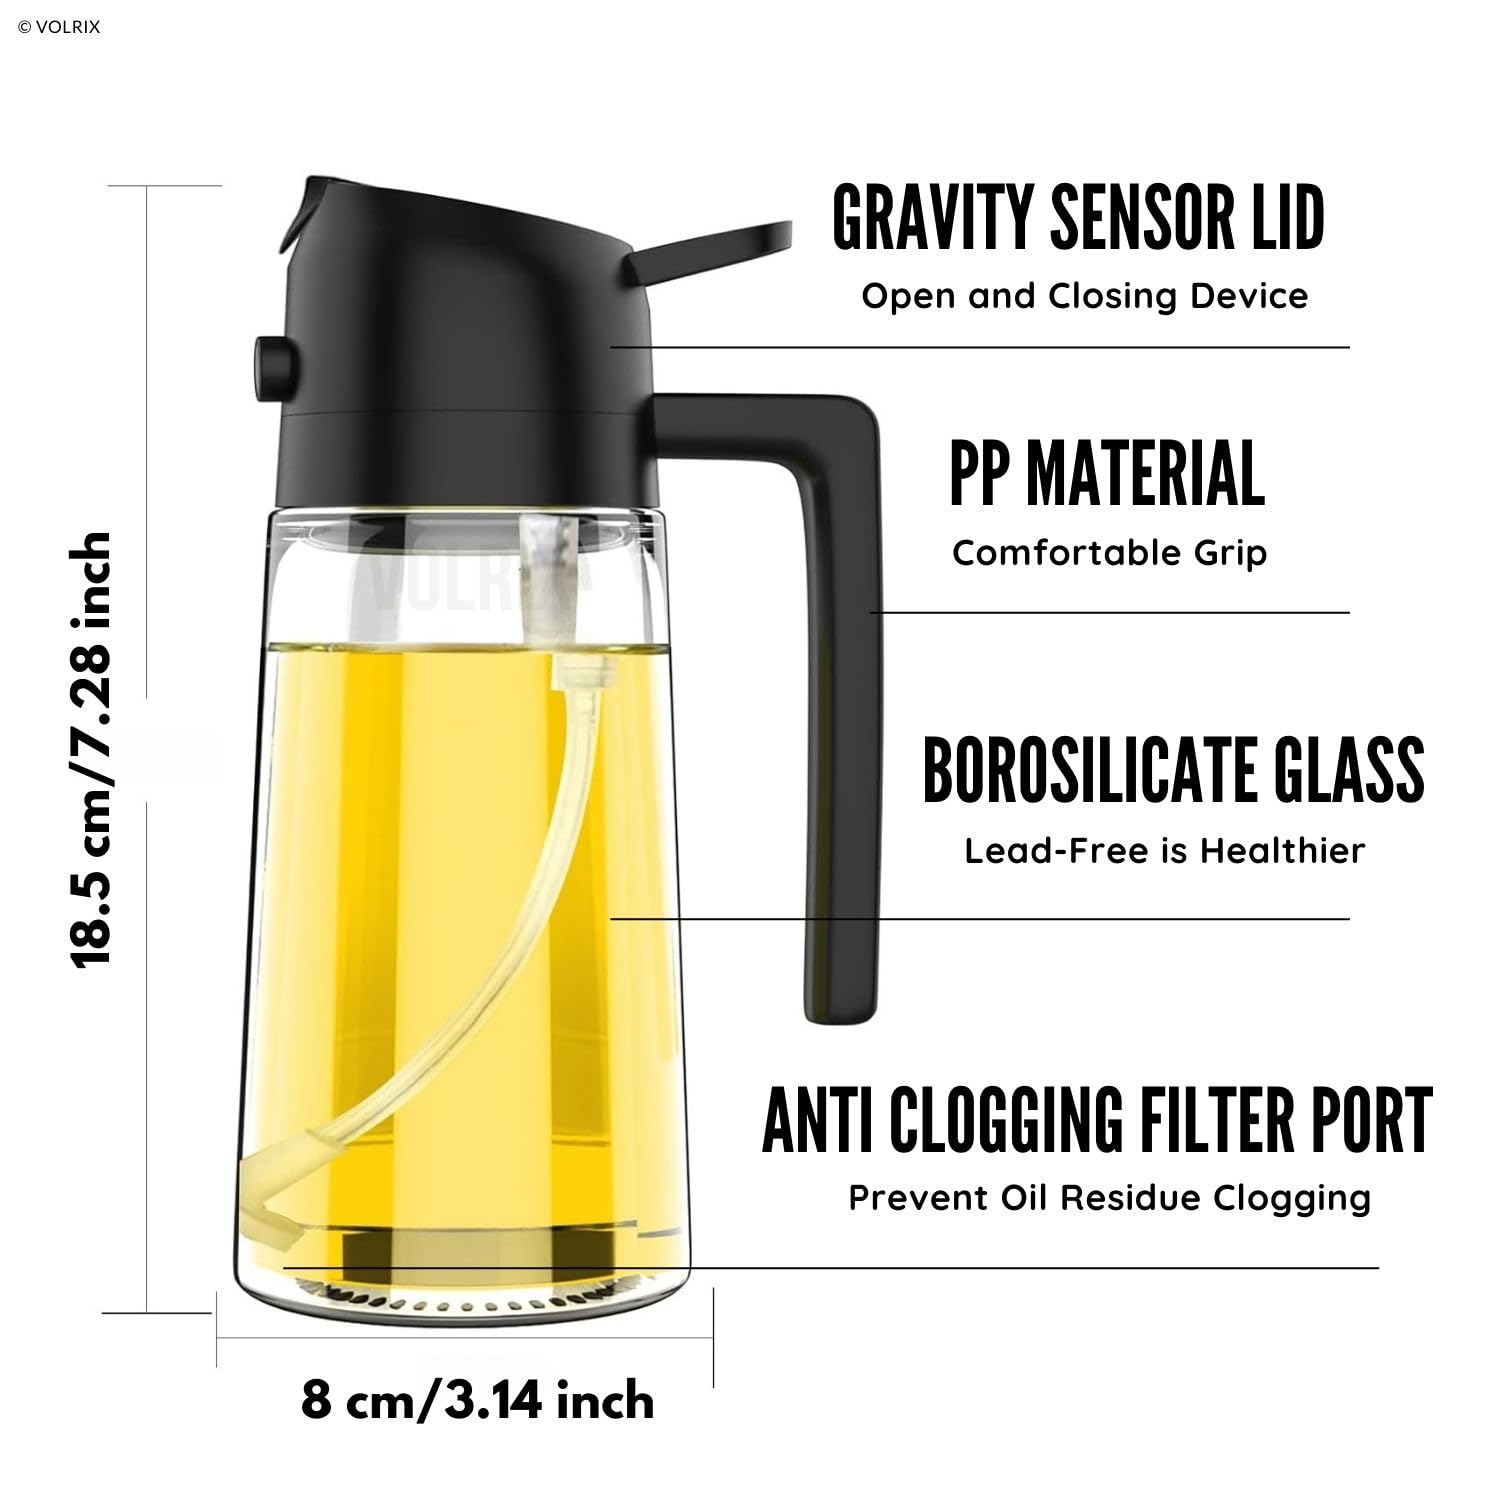 © VOLRIX
GRAVITY SENSOR LID
Open and Closing Device
PP MATERIAL
Comfortable Grip
VOLRIX
18.5 cm/7.28 inch
BOROSILICATE GLASS
Lead-Free is Healthier
ANTI CLOGGING FILTER PORT
Prevent Oil Residue Clogging
8 cm/3.14 inch